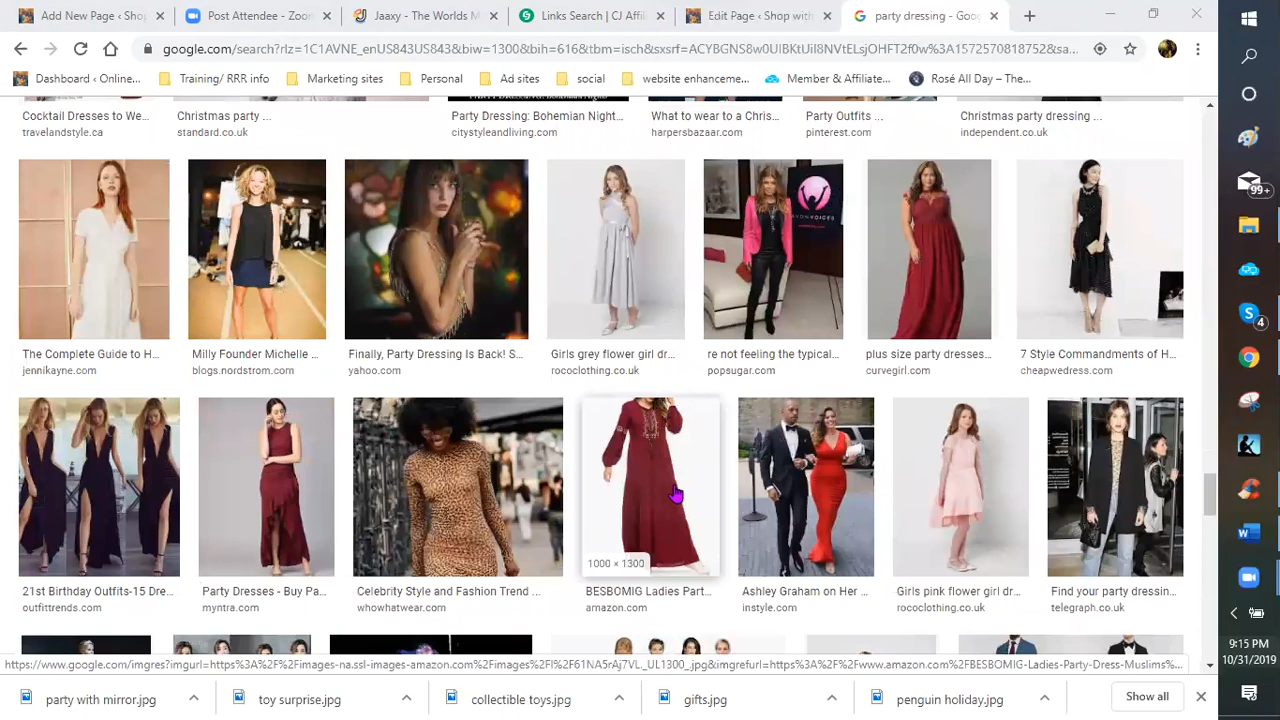 Add New Page ‹ Shop
Post Attendee - Zoom
Jaaxy - The Worlds M
Links Search | CJ Affili
Edit Page ‹ Shop with
party dressing - Goo
google.com/search?rlz=1C1AVNE_enUS843US843&biw=1300&bih=616&tbm=isch&sxsrf=ACYBGNS8w0UIBKtUiI8NVtELsjOHFT2f0w%3A1572570818752&sa...
Dashboard ‹ Online...
Training/ RRR info
Marketing sites
Personal
Ad sites
social
website enhanceme...
Member & Affiliate...
Rosé All Day – The...
Cocktail Dresses to We...
Christmas party ...
Party Dressing: Bohemian Night...
What to wear to a Chris...
Party Outfits ...
Christmas party dressing ...
travelandstyle.ca
standard.co.uk
citystyleandliving.com
harpersbazaar.com
pinterest.com
independent.co.uk
AVONVOICES
The Complete Guide to H...
Milly Founder Michelle ...
Finally, Party Dressing Is Back! S...
Girls grey flower girl dr...
re not feeling the typical...
plus size party dresses...
7 Style Commandments of H...
jennikayne.com
blogs.nordstrom.com
yahoo.com
rococlothing.co.uk
popsugar.com
curvegirl.com
cheapwedress.com
1000 × 1300
21st Birthday Outfits-15 Dre...
Party Dresses - Buy Pa...
Celebrity Style and Fashion Trend ...
BESBOMIG Ladies Part...
Ashley Graham on Her ...
Girls pink flower girl dr...
Find your party dressin...
outfittrends.com
myntra.com
whowhatwear.com
amazon.com
instyle.com
rococlothing.co.uk
telegraph.co.uk
https://www.google.com/imgres?imgurl=https%3A%2F%2Fimages-na.ssl-images-amazon.com%2Fimages%2FI%2F61NA5rAj7VL._UL1300_.jpg&imgrefurl=https%3A%2F%2Fwww.amazon.com%2FBESBOMIG-Ladies-Party-Dress-Muslims%...
party with mirror.jpg
toy surprise.jpg
collectible toys.jpg
gifts.jpg
penguin holiday.jpg
Show all
99+
4
9:15 PM
10/31/2019